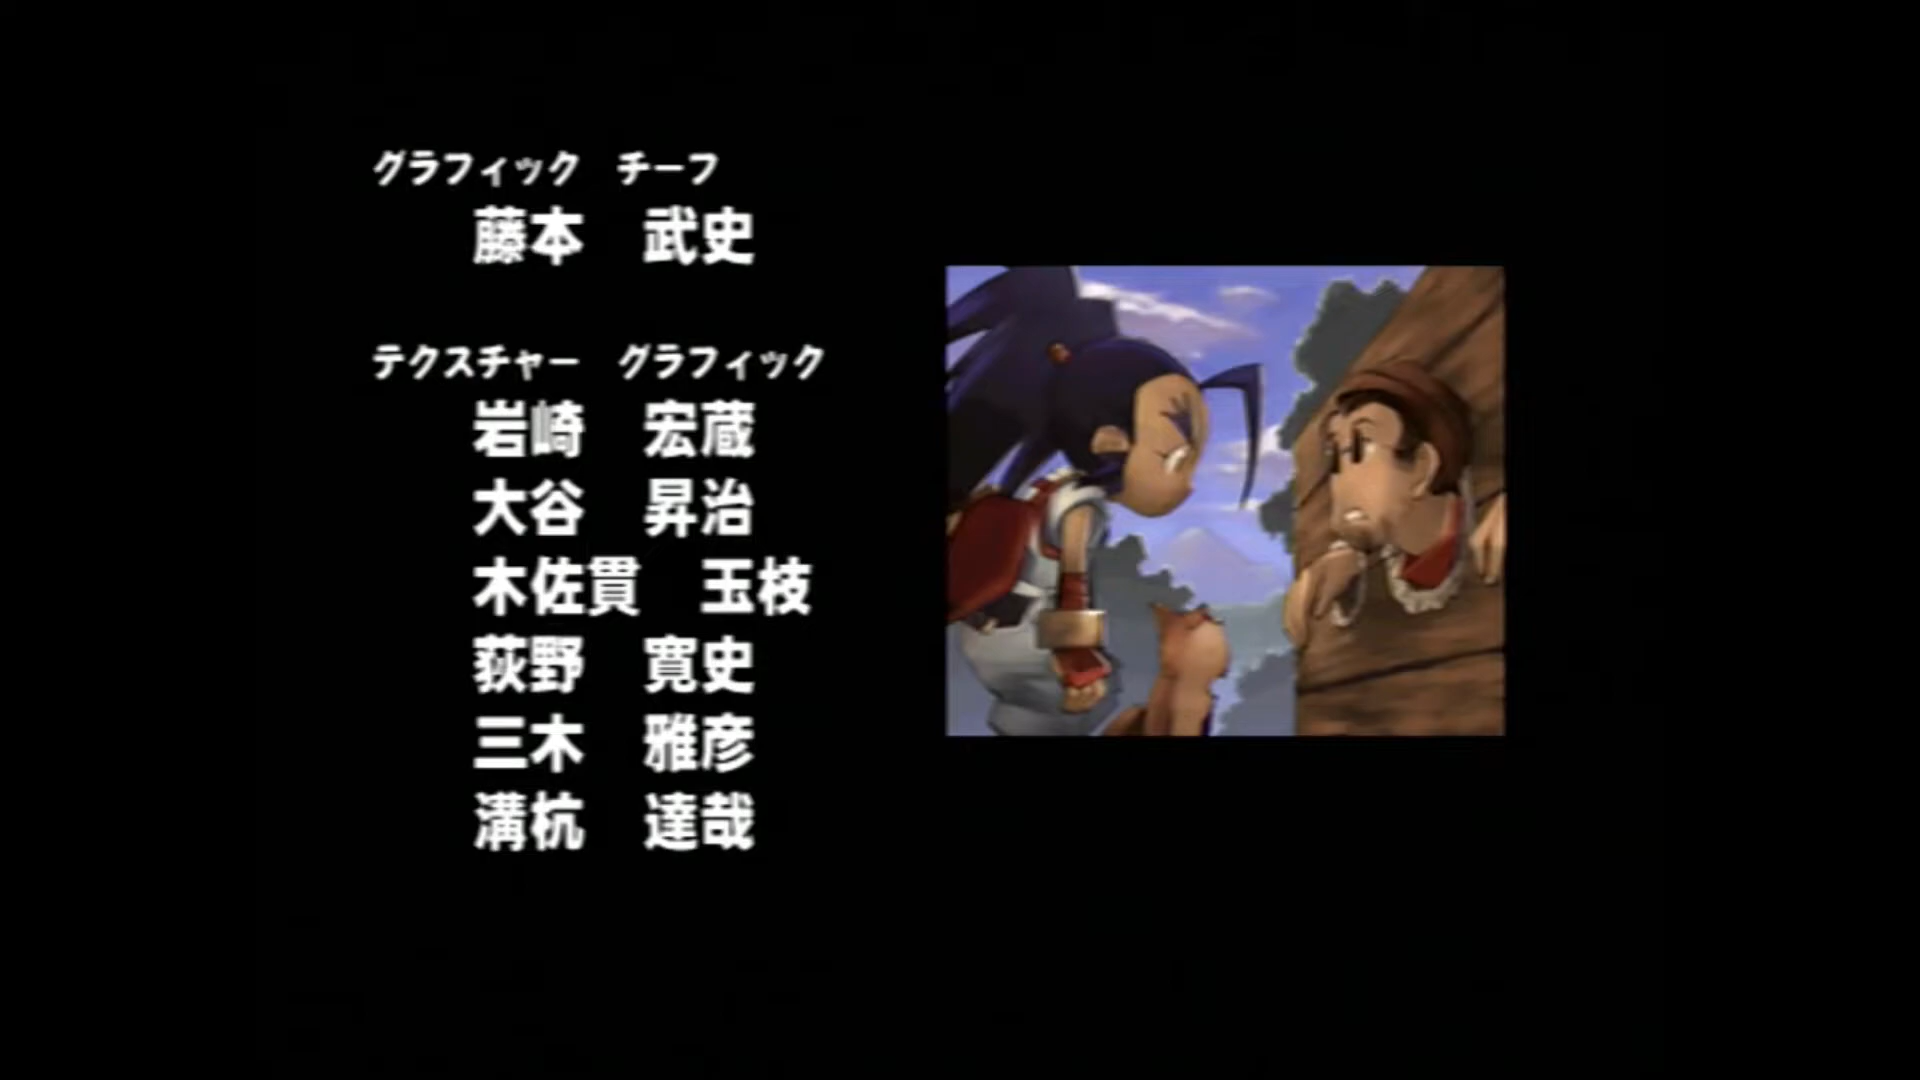 グラフィック　チーフ
藤本　武史
テクスチャー　グラフィック
岩崎　宏蔵
大谷　昇治
木佐貫　玉枝
荻野　寛史
三木　雅彦
溝杭　達哉